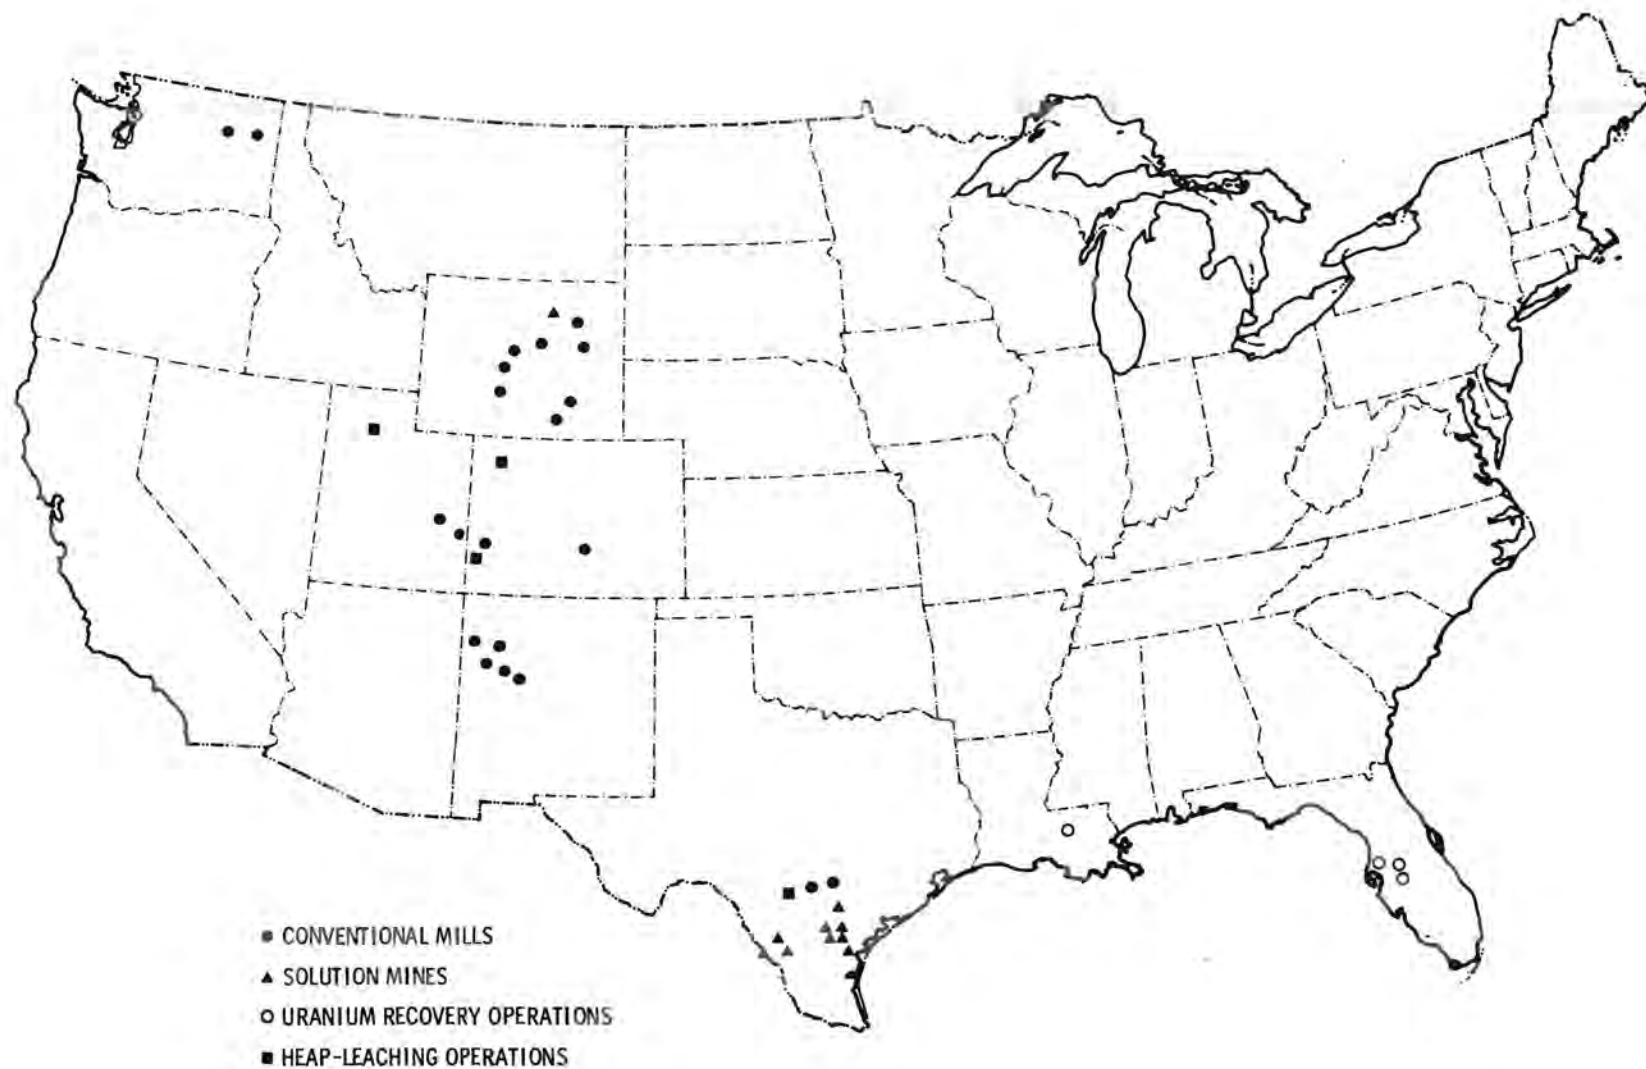 CONVENTIONAL MILLS
SOLUTION MINES
URANIUM RECOVERY OPERATIONS
HEAP-LEACHING OPERATIONS